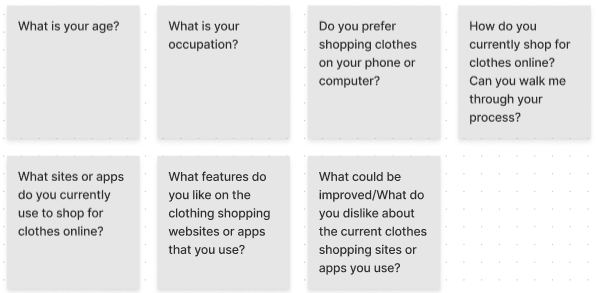 What is your age?
What is your
occupation?
Do you prefer
shopping clothes
on your phone or
computer?
How do you
currently shop for
clothes online?
Can you walk me
through your
process?
What sites or apps
do you currently
use to shop for
clothes online?
What features do
you like on the
clothing shopping
websites or apps
that you use?
What could be
improved/What do
you dislike about
the current clothes
shopping sites or
apps you use?